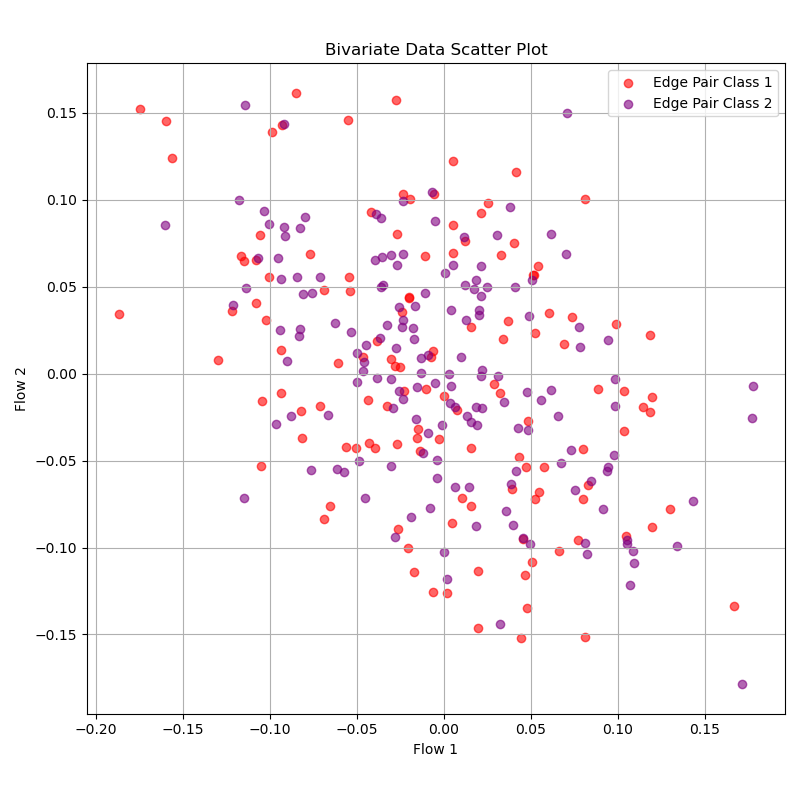 Bivariate Data Scatter Plot
Edge Pair Class 1
Edge Pair Class 2
0.15
0.10
0.05
0.00
−0.05
−0.10
−0.15
Flow 2
−0.20 −0.15 −0.10 −0.05 0.00 0.05 0.10 0.15
Flow 1